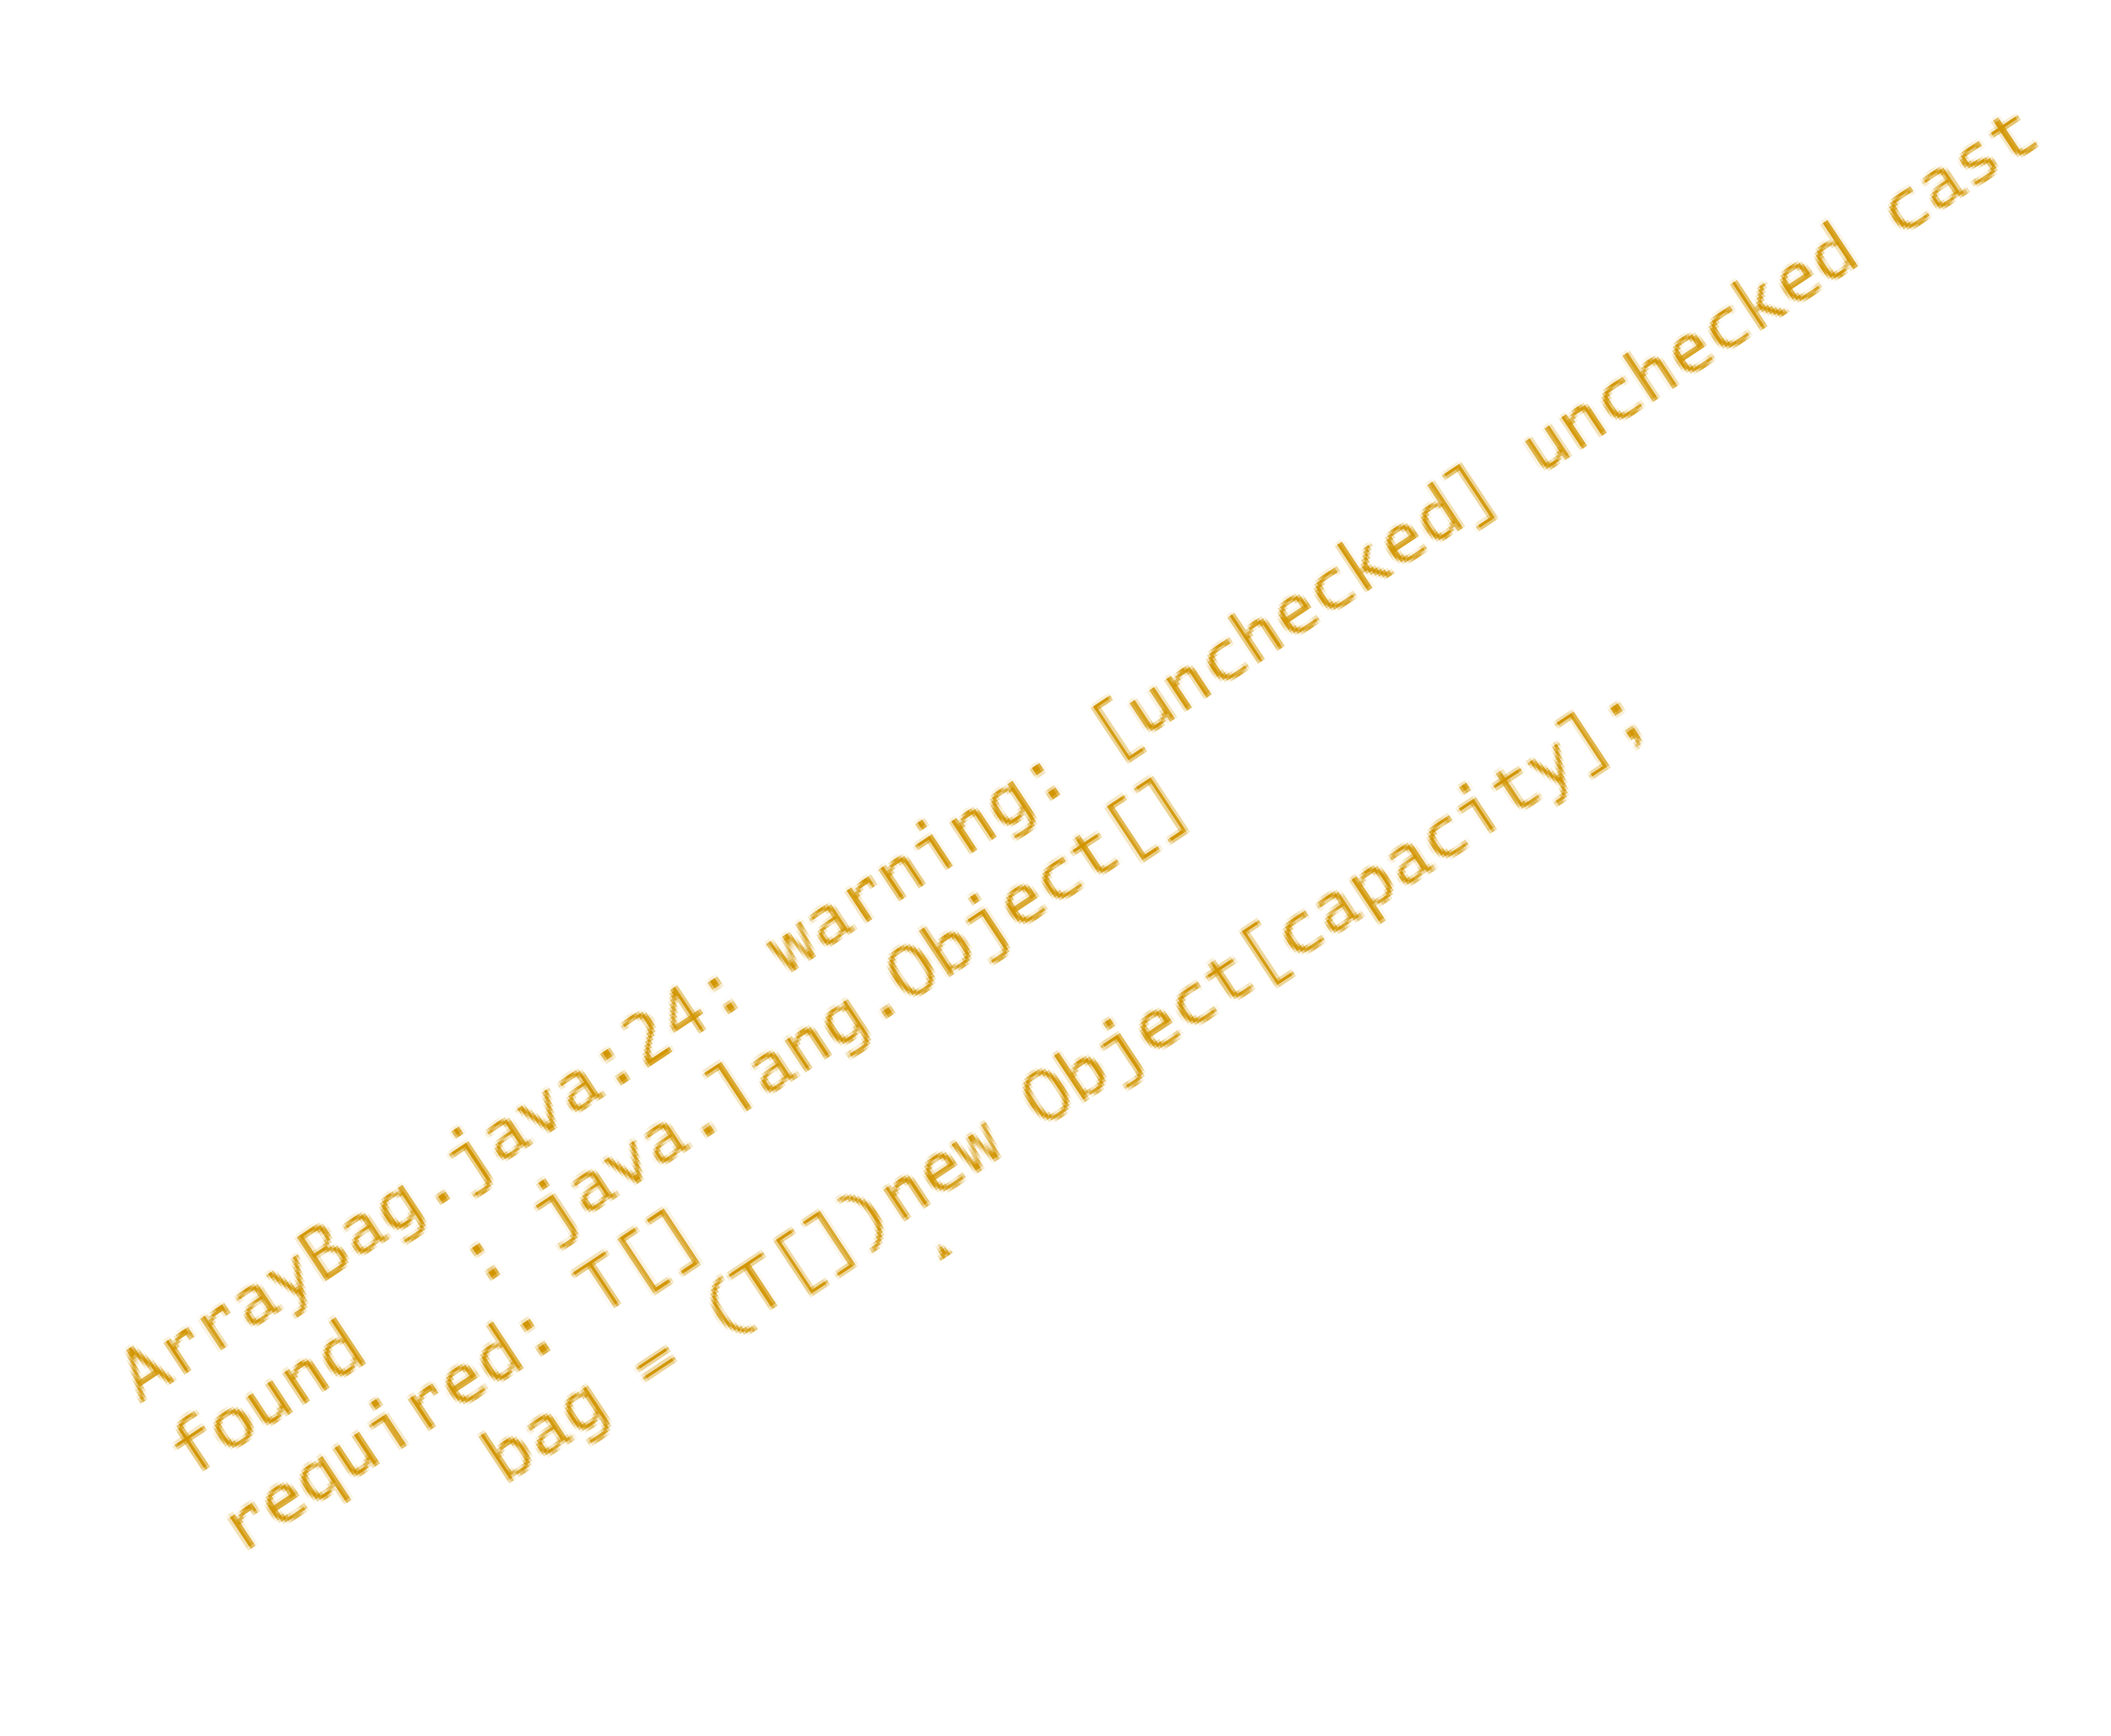 ArrayBag.java:24: warning: [unchecked] unchecked cast
found   : java.lang.Object[]
required: T[]
      bag = (T[])new Object[capacity];
                 ^